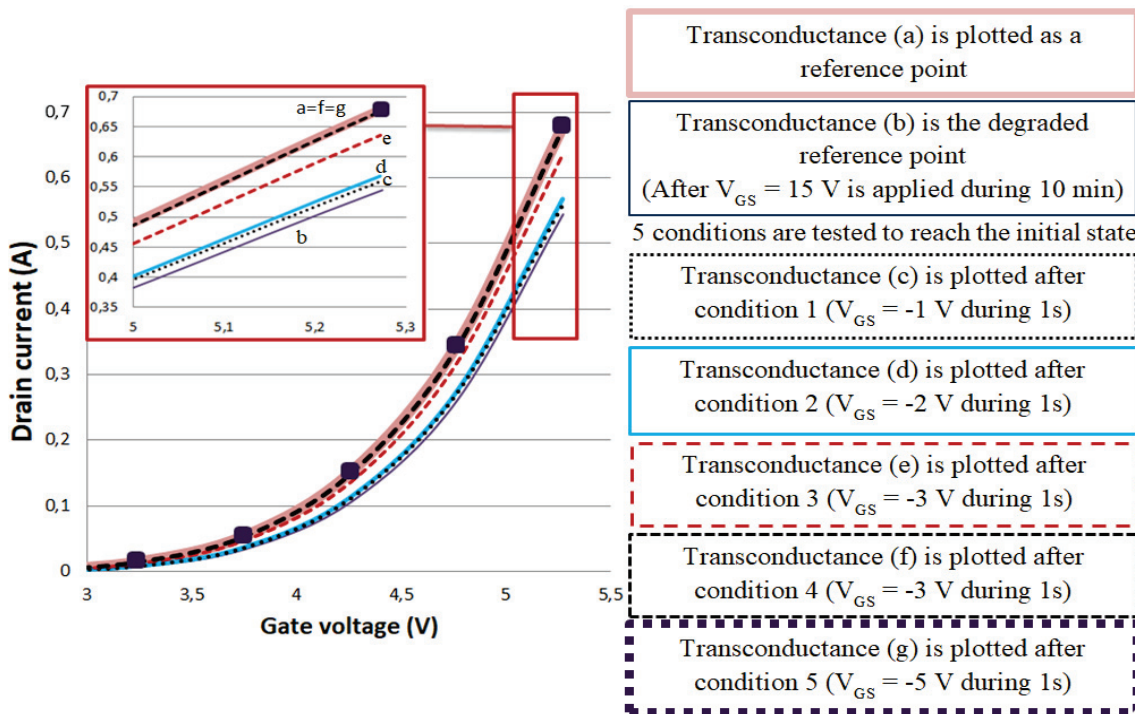 Transconductance (a) is plotted as a
reference point
Transconductance (b) is the degraded
reference point
(After VGS = 15 V is applied during 10 min)
5 conditions are tested to reach the initial state
Transconductance (c) is plotted after
condition 1 (VGS = -1 V during 1s)
Transconductance (d) is plotted after
condition 2 (VGS = -2 V during 1s)
Transconductance (e) is plotted after
condition 3 (VGS = -3 V during 1s)
Transconductance (f) is plotted after
condition 4 (VGS = -3 V during 1s)
Transconductance (g) is plotted after
condition 5 (VGS = -5 V during 1s)
Drain current (A)
0,7
0,6
0,5
0,4
0,3
0,2
0,1
0
3
3,5
4
4,5
5
5,5
Gate voltage (V)
0,7
0,65
0,6
0,55
0,5
0,45
0,4
0,35
5
5,1
5,2
5,3
a=f=g
e
d
c
b